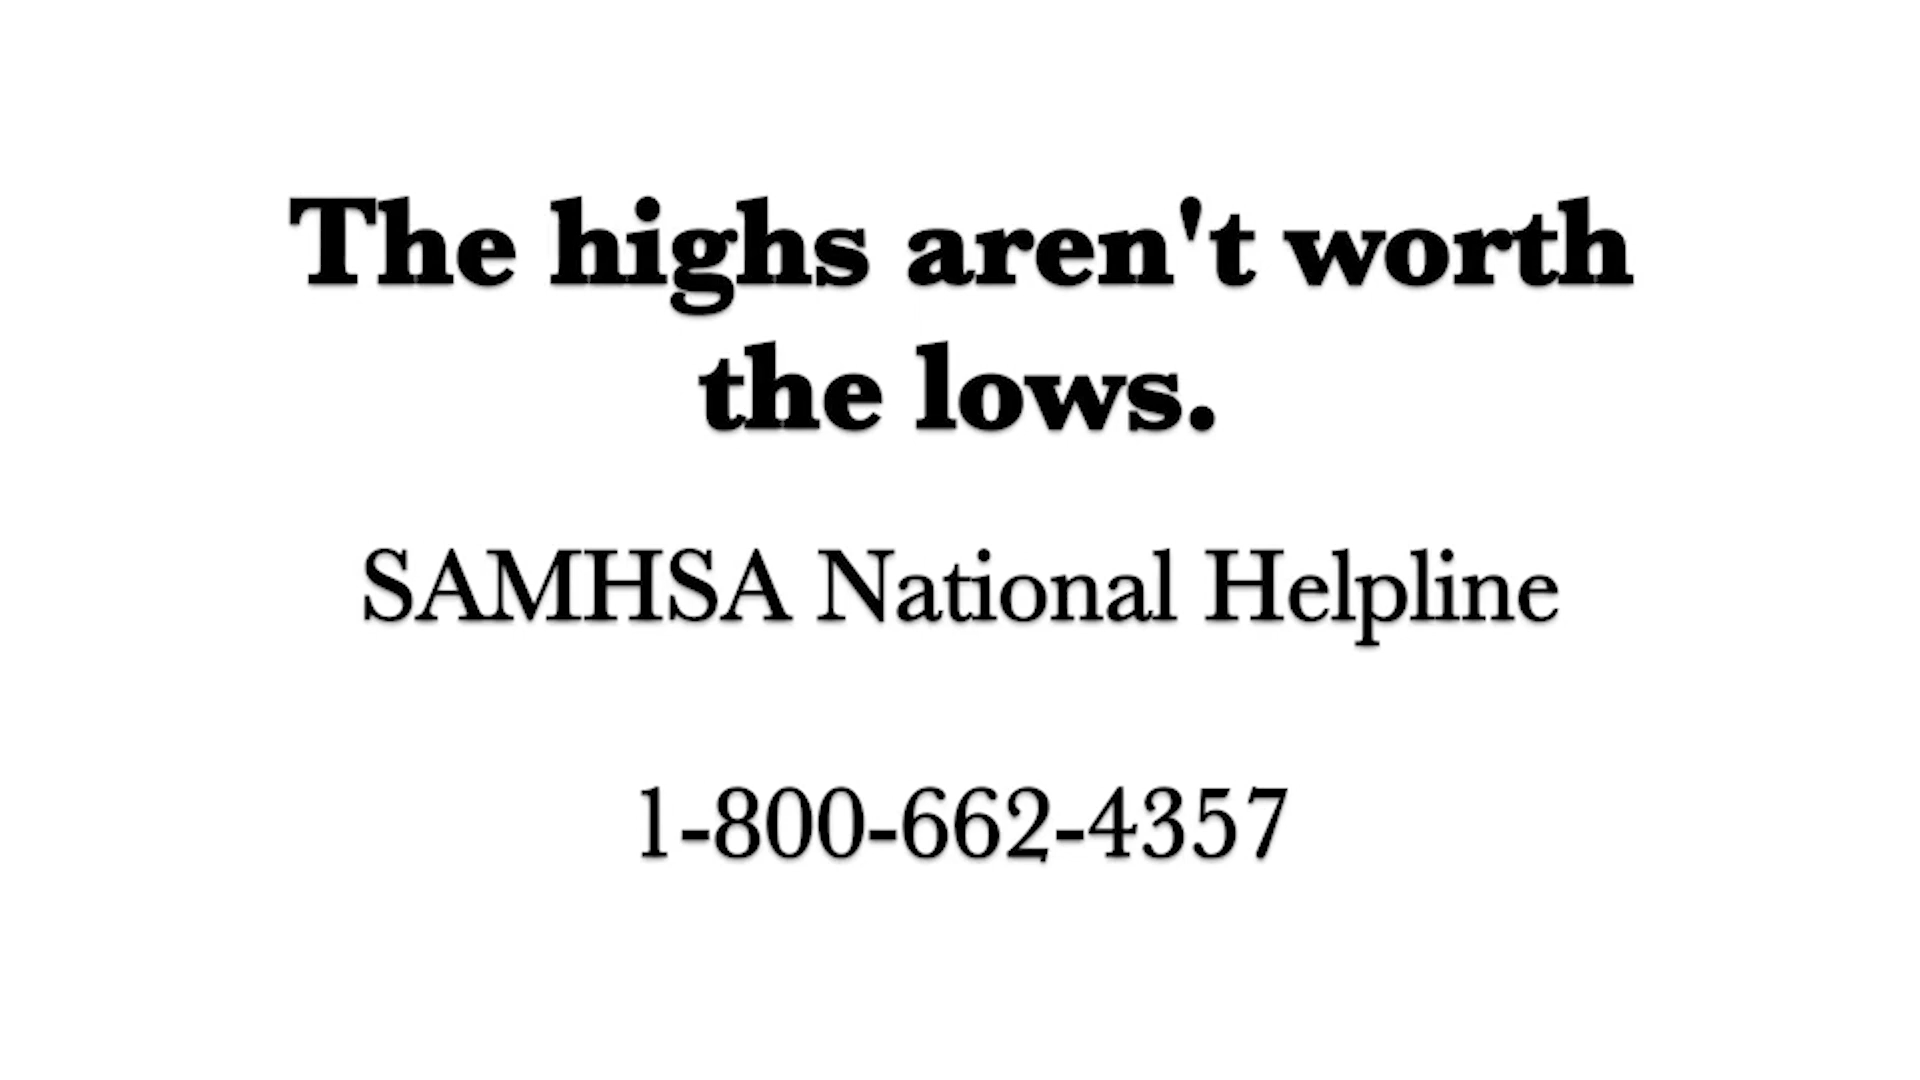 The highs aren't worth
the lows.
SAMHSA National Helpline
1-800-662-4357